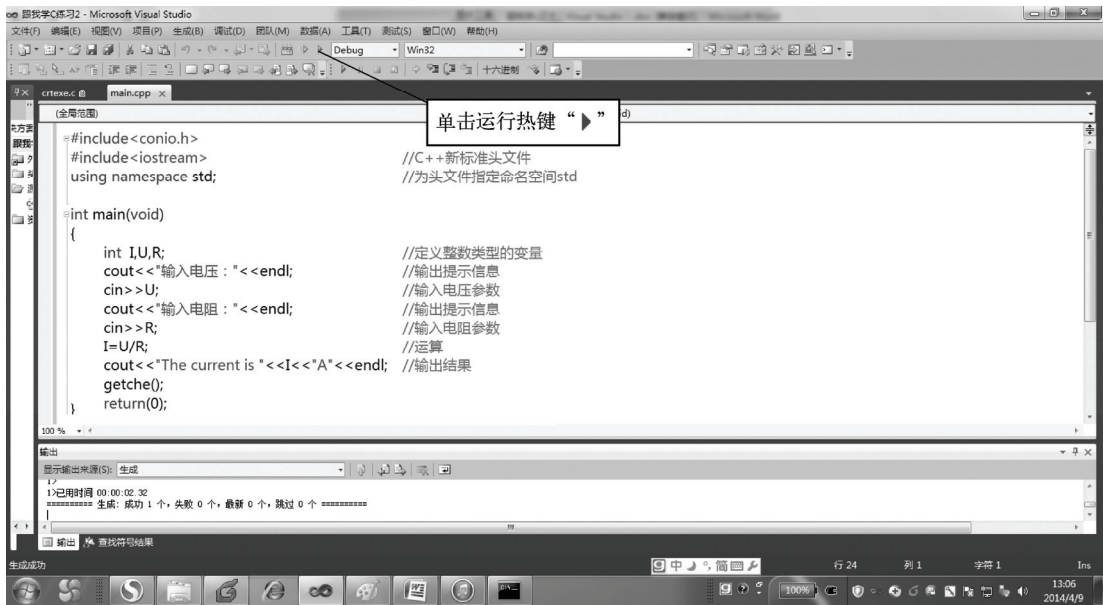 跟我学C练习2 - Microsoft Visual Studio
文件(F) 编辑(E) 视图(V) 项目(P) 生成(B) 调试(D) 团队(M) 数据(A) 工具(T) 测试(S) 窗口(W) 帮助(H)
Debug Win32
十六进制
crtexe.c main.cpp
(全局范围)
单击运行热键“▶”
#include<conio.h>
#include<iostream> //C++新标准头文件
using namespace std; //为头文件指定命名空间std
int main(void)
{
int I,U,R; //定义整数类型的变量
cout<<"输入电压："<<endl; //输出提示信息
cin>>U; //输入电压参数
cout<<"输入电阻："<<endl; //输出提示信息
cin>>R; //输入电阻参数
I=U/R; //运算
cout<<"The current is "<<I<<"A"<<endl; //输出结果
getche();
return(0);
}
100 %
输出
显示输出来源(S): 生成
1>
1>已用时间 00:00:02.32
========== 生成: 成功 1 个，失败 0 个，最新 0 个，跳过 0 个 ==========
输出 查找符号结果
生成成功 行 24 列 1 字符 1 Ins
中 简
100%
13:06
2014/4/9